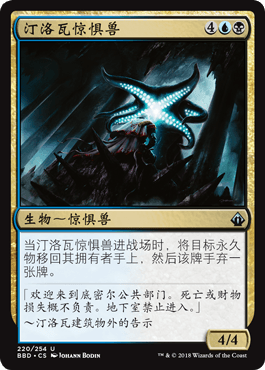 汀洛瓦惊惧兽 4
生物～惊惧兽
当汀洛瓦惊惧兽进战场时，将目标永久
物移回其拥有者手上，然后该牌手弃一
张牌。
「欢迎来到底密尔公共部门。死亡或财物
损失概不负责。地下室禁止进入。」
～汀洛瓦建筑物外的告示
4/4
220/254 U
BBD • CS JOHANN BODIN
™ & © 2018 Wizards of the Coast